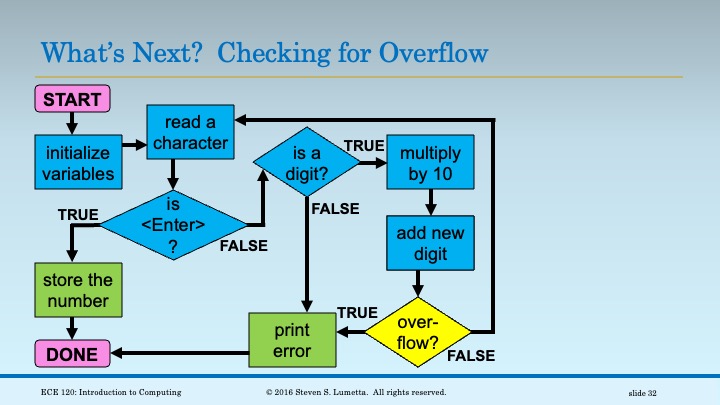 What's Next?  Checking for Overflow
START
read a
character
initialize
variables
is a
digit?
TRUE
multiply
by 10
is
<Enter>
?
TRUE
FALSE
FALSE
add new
digit
store the
number
print
error
TRUE
over-
flow?
FALSE
DONE
ECE 120: Introduction to Computing
© 2016 Steven S. Lumetta.  All rights reserved.
slide 32